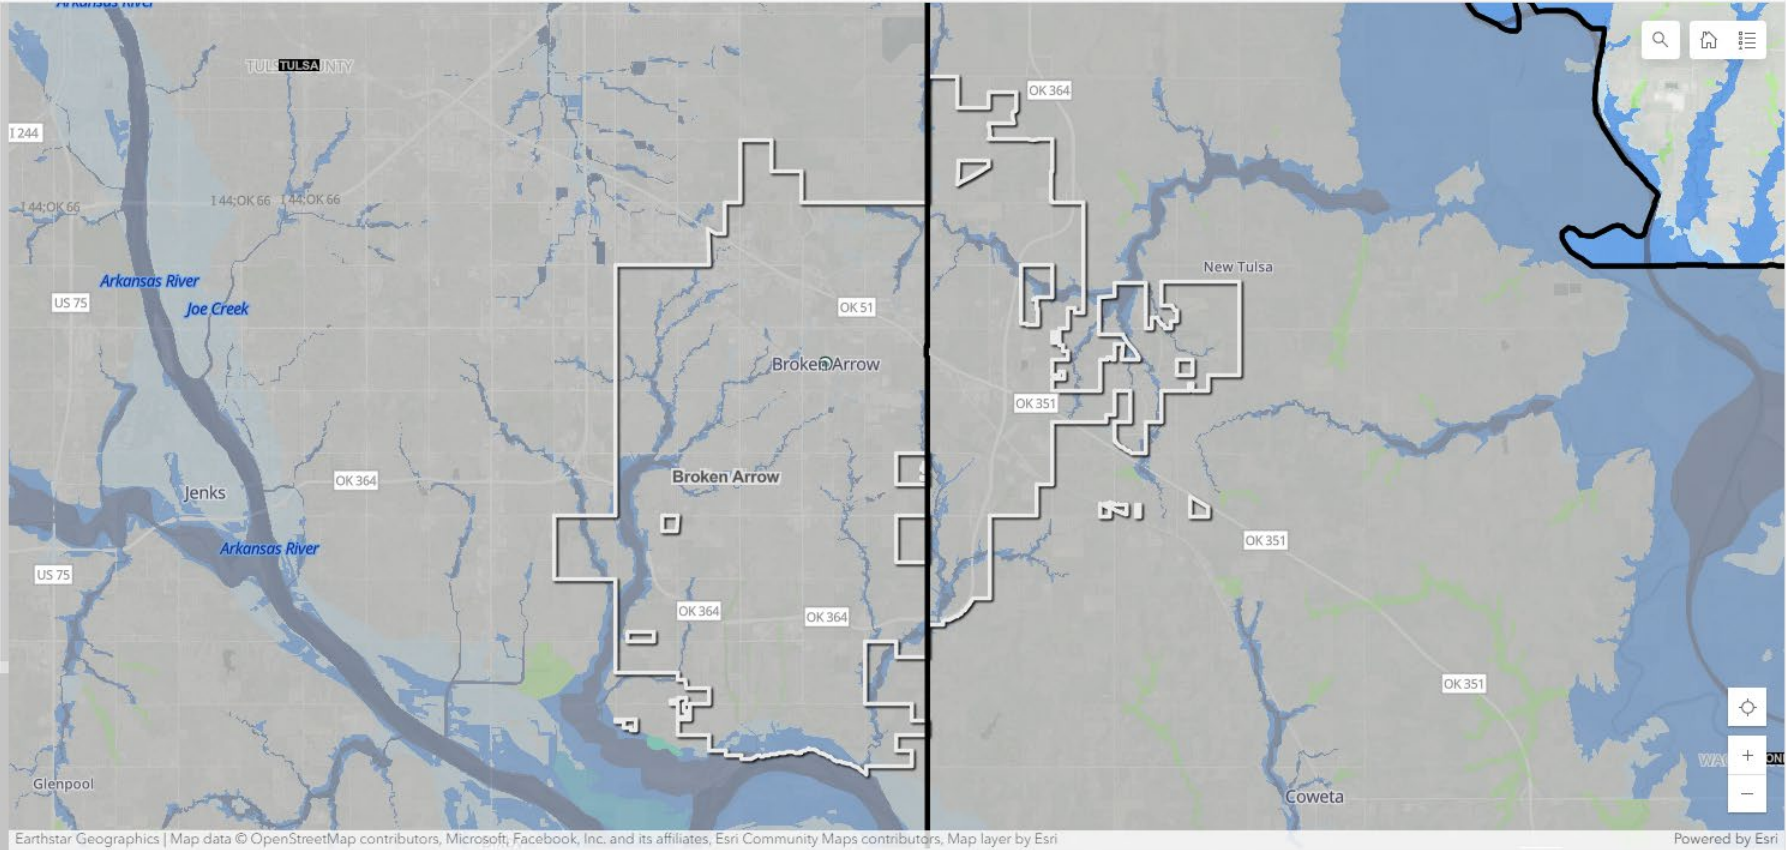 Arkansas River
TULSA
OK 364
I 244
I 44;OK 66
I 44;OK 66
I 44;OK 66
New Tulsa
Arkansas River
US 75
Joe Creek
OK 51
Broken Arrow
OK 351
Broken Arrow
OK 364
Jenks
OK 351
Arkansas River
US 75
OK 364
OK 364
OK 351
Glenpool
Coweta
Earthstar Geographics | Map data © OpenStreetMap contributors, Microsoft, Facebook, Inc. and its affiliates, Esri Community Maps contributors, Map layer by Esri
Powered by Esri